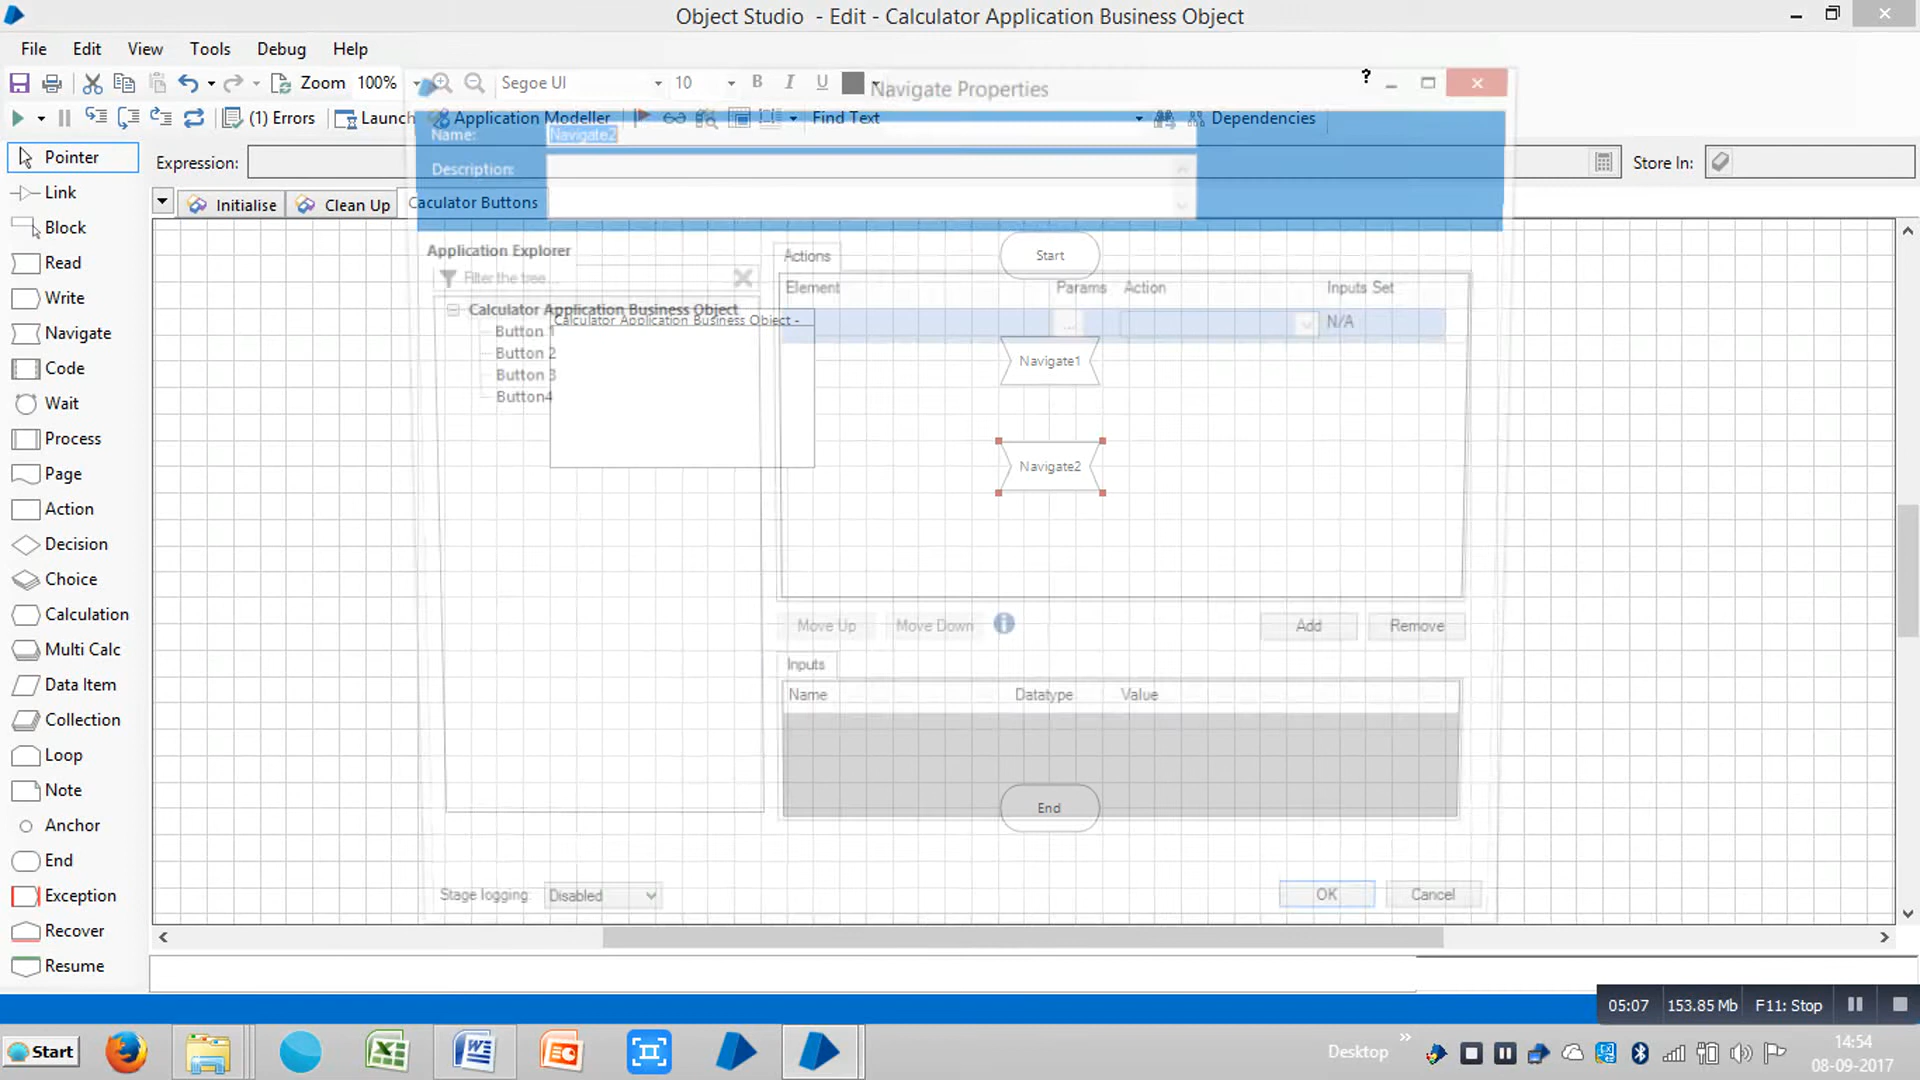 Object Studio  - Edit - Calculator Application Business Object
File Edit View Tools Debug Help
Zoom 100% Segoe UI 10 B I U Navigate Properties ?
(1) Errors Launch Application Modeller Find Text Dependencies
Name: Navigate2
Pointer Expression: Store In:
Description:
Link
Initialise Clean Up Caculator Buttons
Block
Read
Write
Navigate
Code
Wait
Process
Page
Action
Decision
Choice
Calculation
Multi Calc
Data Item
Collection
Loop
Note
Anchor
End
Exception
Recover
Resume
Application Explorer
Filter the tree...
Calculator Application Business Object
Calculator Application Business Object -
Button 1
Button 2
Button 3
Button4
Actions
Element Params Action Inputs Set
... N/A
Start
Navigate1
Navigate2
End
Move Up Move Down Add Remove
Inputs
Name Datatype Value
Stage logging: Disabled OK Cancel
05:07 153.85 Mb F11: Stop
Start Desktop 14:54
08-09-2017